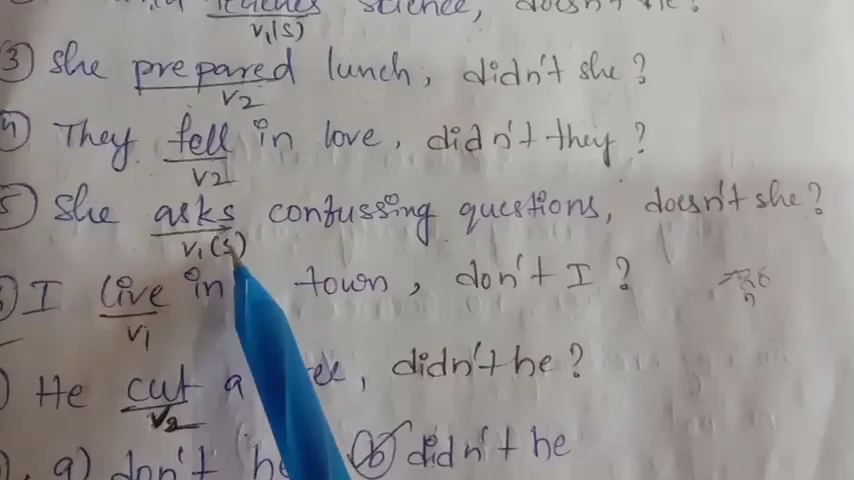 teaches science, doesn't he?
V1(S)
3) She prepared lunch, didn't she?
V2
4) They fell in love, didn't they?
V2
5) She asks confussing questions, doesn't she?
V1(S)
6) I live in town, don't I?
V1
) He cut a, didn't he?
V2
a) don't he b) didn't he